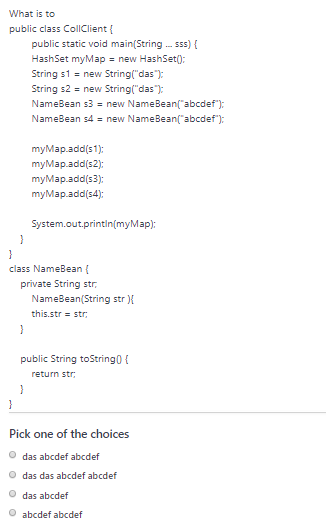 What is to
public class CollClient {
public static void main(String ... sss) {
HashSet myMap = new HashSet();
String s1 = new String("das");
String s2 = new String("das");
NameBean s3 = new NameBean("abcdef");
NameBean s4 = new NameBean("abcdef");
myMap.add(s1);
myMap.add(s2);
myMap.add(s3);
myMap.add(s4);
System.out.println(myMap);
}
}
class NameBean {
private String str;
NameBean(String str ){
this.str = str;
}
public String toString() {
return str;
}
}
Pick one of the choices
das abcdef abcdef
das das abcdef abcdef
das abcdef
abcdef abcdef